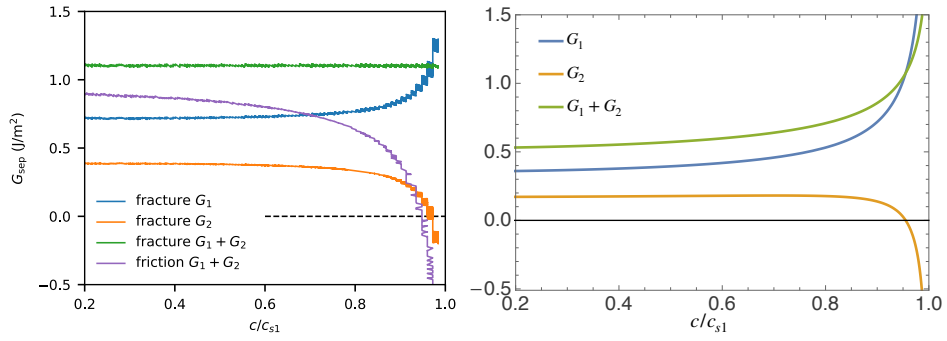 1.5
1.0
0.5
0.0
−0.5
G_sep (J/m²)
fracture G₁
fracture G₂
fracture G₁ + G₂
friction G₁ + G₂
0.2
0.4
0.6
0.8
1.0
c/c_s1
1.5
1.0
0.5
0.0
−0.5
G₁
G₂
G₁ + G₂
0.2
0.4
0.6
0.8
1.0
c/c_s1